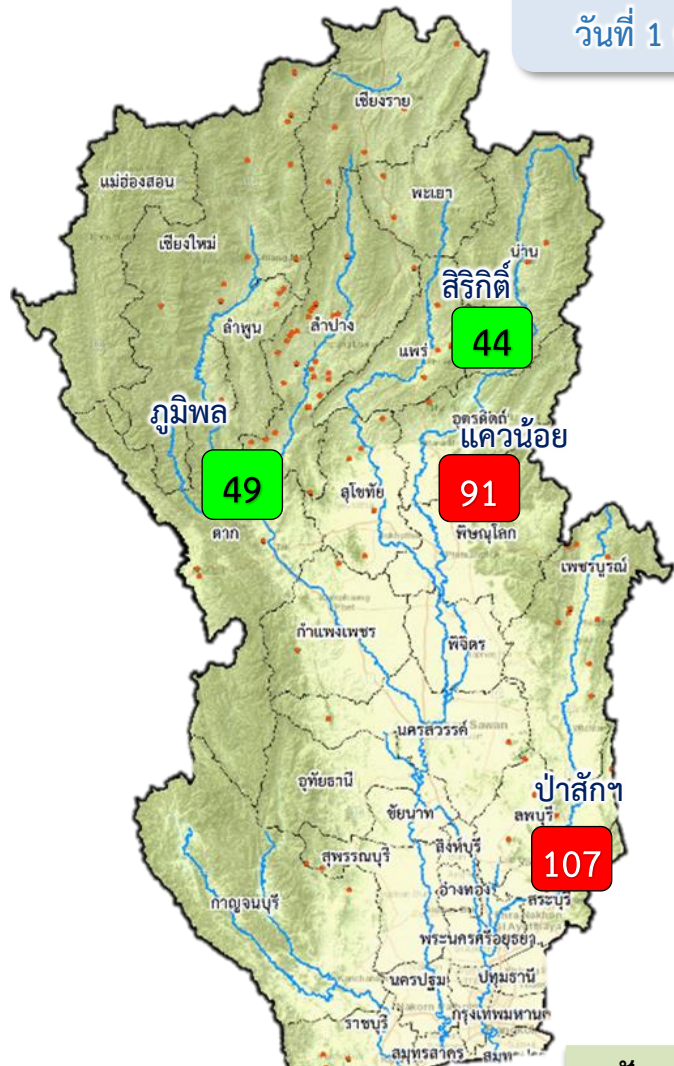 วันที่ 1
เชียงราย
แม่ฮ่องสอน
พะเยา
เชียงใหม่
น่าน
สิริกิติ์
44
ลำพูน
ลำปาง
แพร่
ภูมิพล
อุตรดิตถ์
แควน้อย
49
91
สุโขทัย
ตาก
พิษณุโลก
เพชรบูรณ์
กำแพงเพชร
พิจิตร
นครสวรรค์
Sawan
อุทัยธานี
ป่าสักฯ
ชัยนาท
ลพบุรี
สิงห์บุรี
สุพรรณบุรี
107
อ่างทอง
กาญจนบุรี
สระบุรี
พระนครศรีอยุธยา
นครปฐม
ปทุมธานี
ราชบุรี
กรุงเทพมหานค
สมุทรสาคร
สมุท